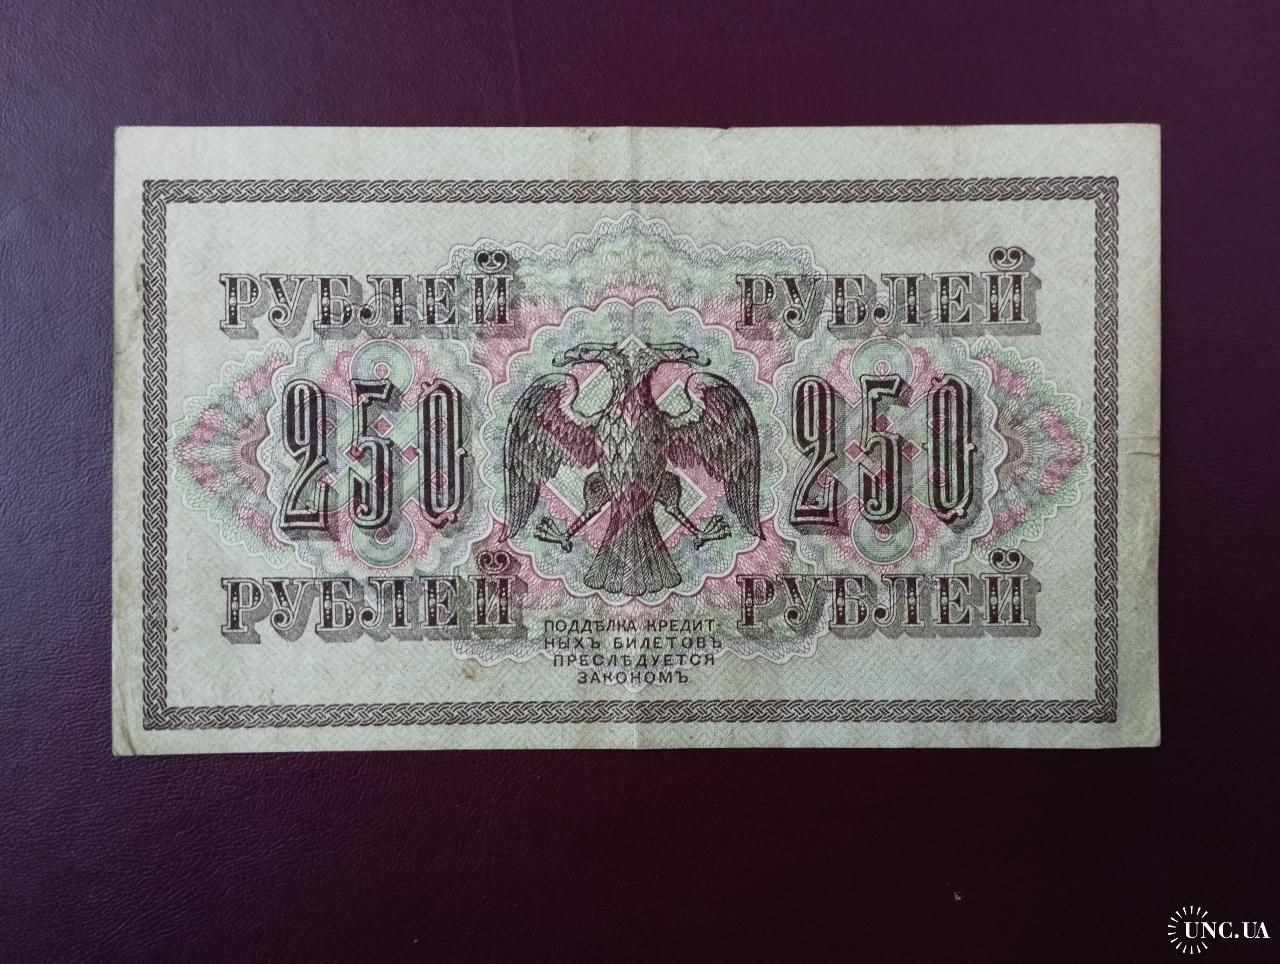 РУБЛЕЙ РУБЛЕЙ
250 250
РУБЛЕЙ РУБЛЕЙ
ПОДДѢЛКА КРЕДИТ-
НЫХЪ БИЛЕТОВЪ
ПРЕСЛѢДУЕТСЯ
ЗАКОНОМЪ
UNC.UA